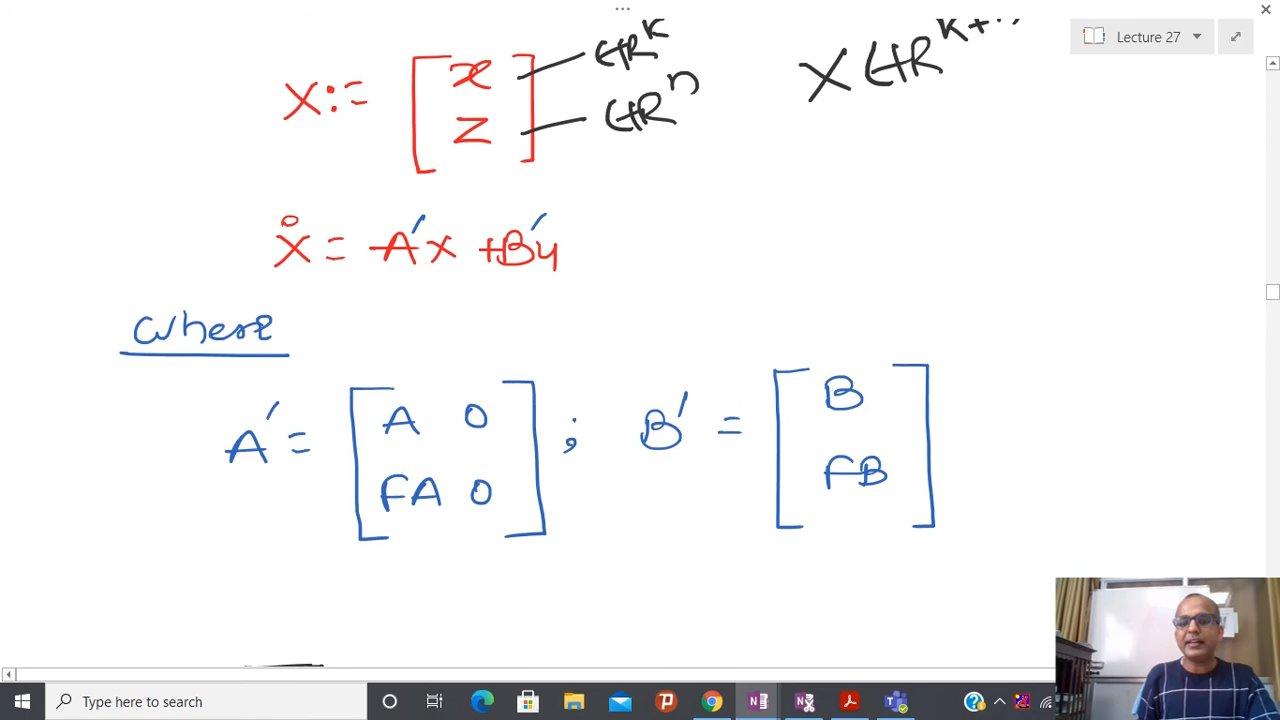 X := [ x ∈ ℝ^k
z ] ∈ ℝ^n
X ∈ ℝ^k+
Lecture 27
Ẋ = A'X + B'u
where
A' = [ A 0 ; FA 0 ] ; B' = [ B ; FB ]
Type here to search